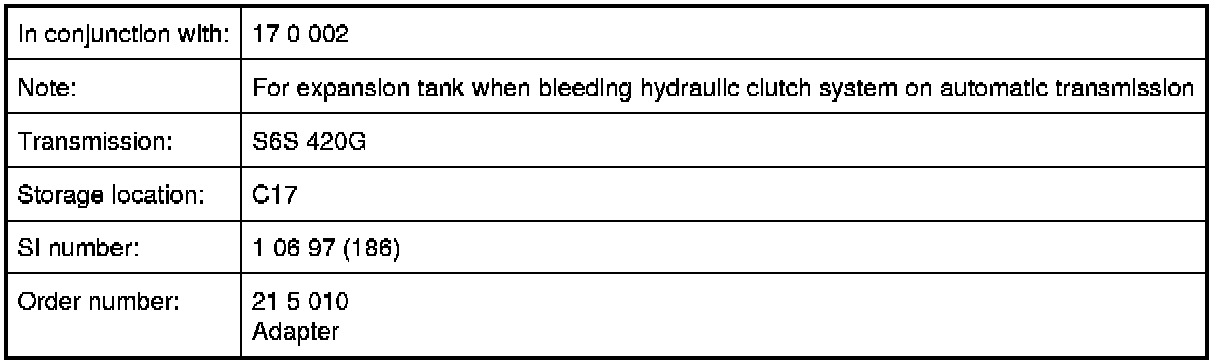 In conjunction with: 17 0 002
Note: For expansion tank when bleeding hydraulic clutch system on automatic transmission
Transmission: S6S 420G
Storage location: C17
SI number: 1 06 97 (186)
Order number: 21 5 010
Adapter